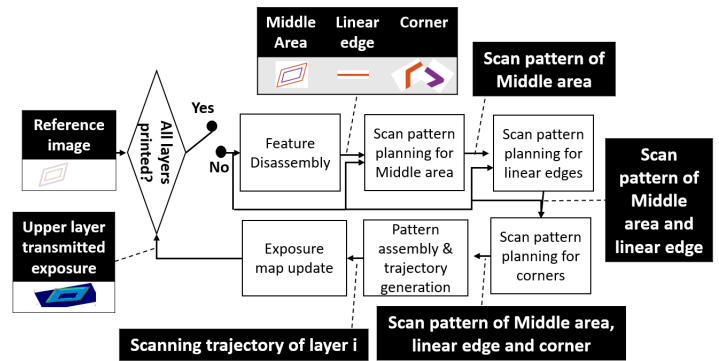 Middle
Area
Linear
edge
Corner
Scan pattern of
Middle area
Reference
image
All layers
printed?
Yes
No
Feature
Disassembly
Scan pattern
planning for
Middle area
Scan pattern
planning for
linear edges
Scan
pattern of
Middle
area and
linear edge
Upper layer
transmitted
exposure
Exposure
map update
Pattern
assembly &
trajectory
generation
Scan pattern
planning for
corners
Scanning trajectory of layer i
Scan pattern of Middle area,
linear edge and corner